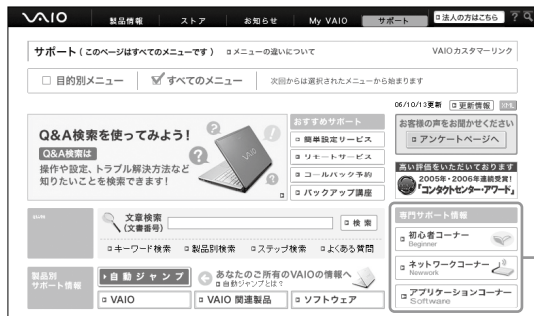 VAIO 製品情報 ストア お知らせ My VAIO サポート 法人の方はこちら ?
サポート ( このページはすべてのメニューです ) メニューの違いについて VAIOカスタマーリンク
目的別メニュー すべてのメニュー 次回からは選択されたメニューから始まります
06/10/13更新 更新情報
Q&A検索を使ってみよう!
Q&A検索は
操作や設定、トラブル解決方法など
知りたいことを検索できます!
おすすめサポート
簡単設定サービス
リモートサービス
コールバック予約
バックアップ講座
お客様の声をお聞かせください
アンケートページへ
高い評価をいただいております
2005年・2006年連続受賞!
「コンタクトセンター・アワード」
文章検索
(文書番号)
検索
キーワード検索 製品別検索 ステップ検索 よくある質問
専門サポート情報
初心者コーナー
Beginner
ネットワークコーナー
Newwork
アプリケーションコーナー
Software
製品別
サポート情報
自動ジャンプ
あなたのご所有のVAIOの情報へ
自動ジャンプとは?
VAIO VAIO 関連製品 ソフトウェア